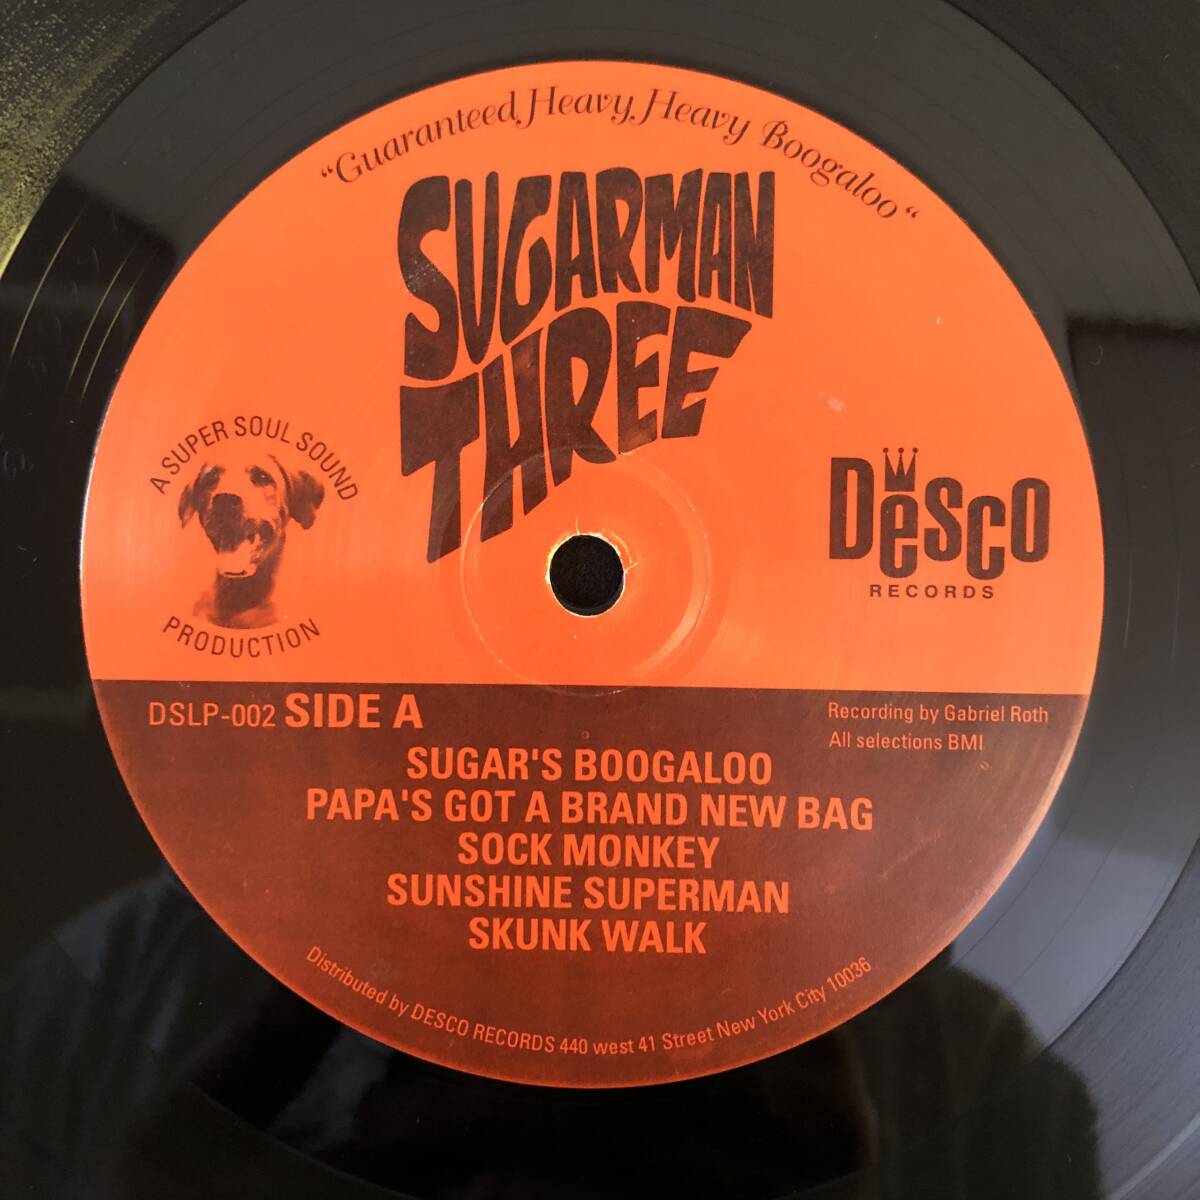 “Guaranteed Heavy, Heavy Boogaloo“
SUGARMAN
THREE
A SUPER SOUL SOUND
PRODUCTION
DESCO
RECORDS
DSLP-002 SIDE A
Recording by Gabriel Roth
All selections BMI
SUGAR'S BOOGALOO
PAPA'S GOT A BRAND NEW BAG
SOCK MONKEY
SUNSHINE SUPERMAN
SKUNK WALK
Distributed by DESCO RECORDS 440 west 41 Street New York City 10036